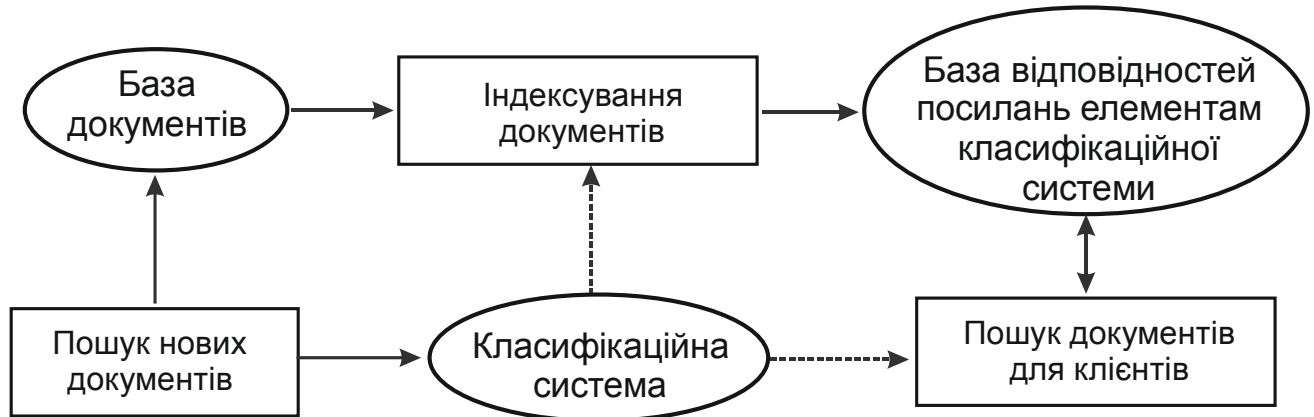 База
документів
Індексування
документів
База відповідностей
посилань елементам
класифікаційної
системи
Пошук нових
документів
Класифікаційна
система
Пошук документів
для клієнтів